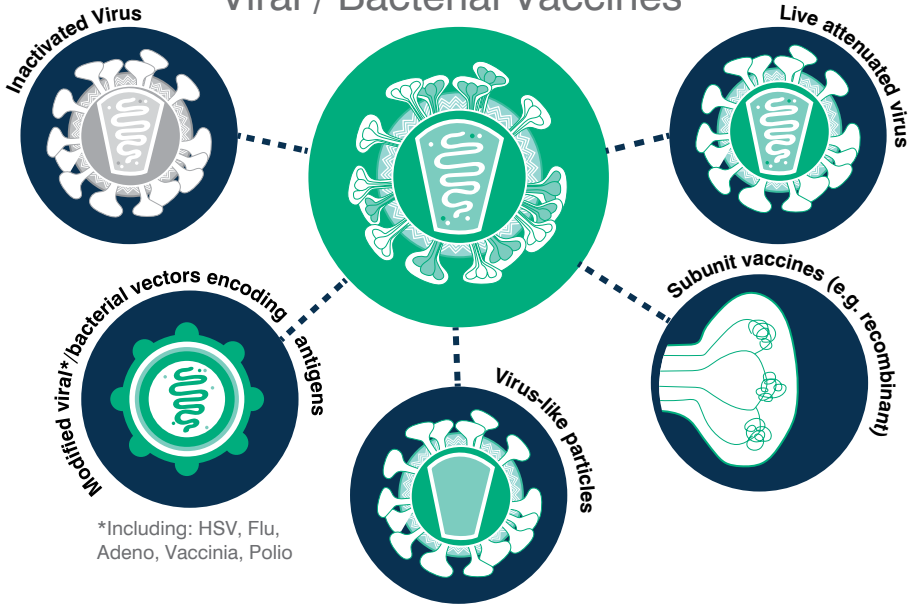 Viral / Bacterial Vaccines
Inactivated Virus
Live attenuated virus
Modified viral*/bacterial vectors encoding antigens
Subunit vaccines (e.g. recombinant)
Virus-like particles
*Including: HSV, Flu,
Adeno, Vaccinia, Polio